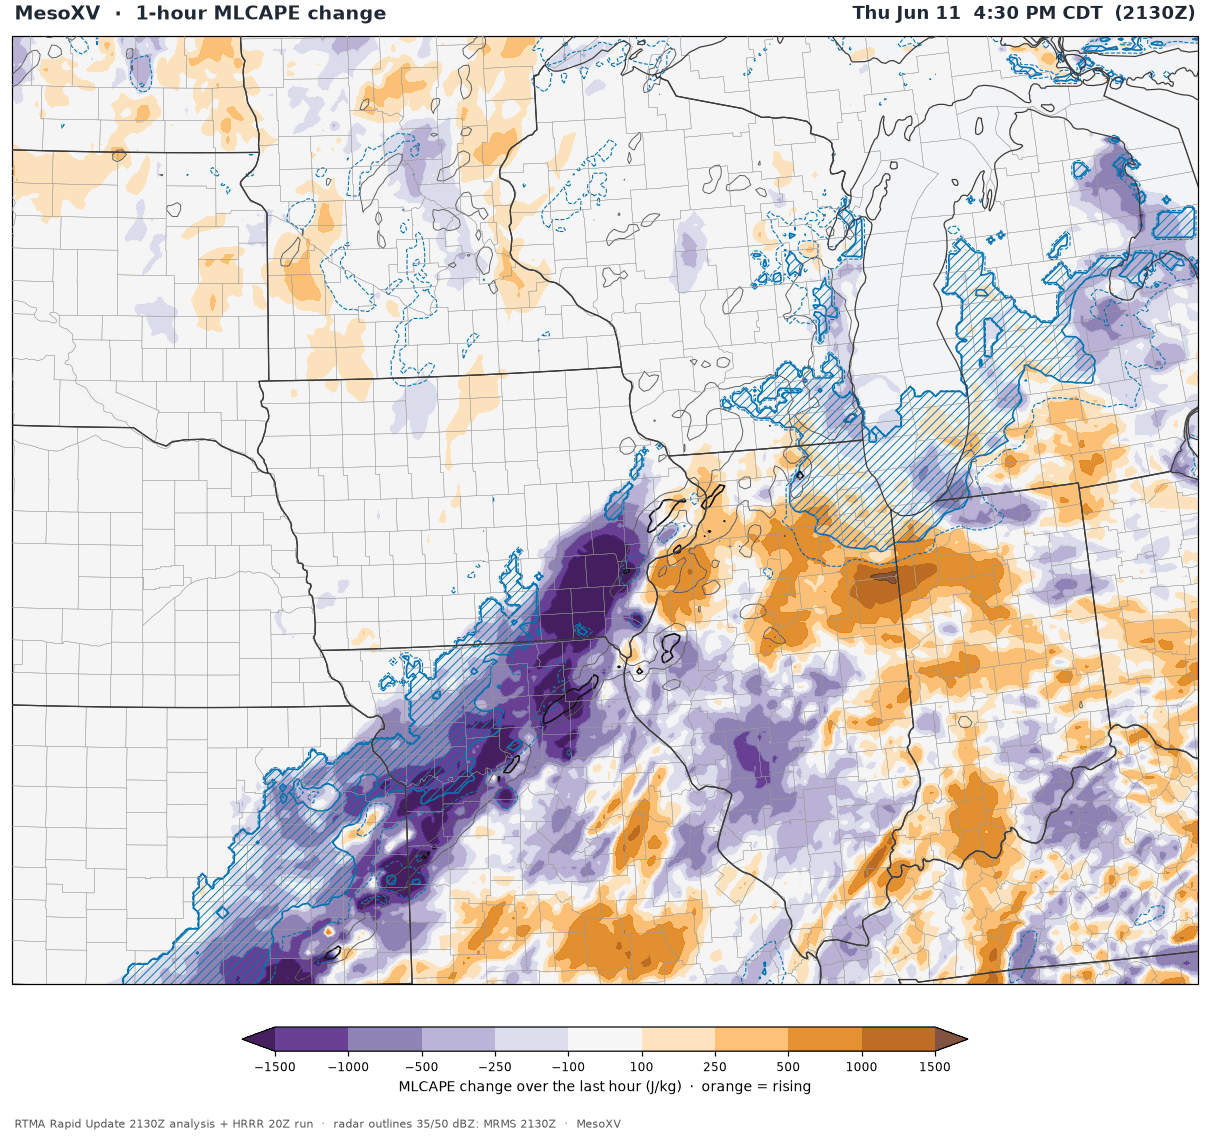 MesoXV  ·  1-hour MLCAPE change
Thu Jun 11  4:30 PM CDT  (2130Z)
−1500 −1000 −500 −250 −100 100 250 500 1000 1500
MLCAPE change over the last hour (J/kg)  ·  orange = rising
RTMA Rapid Update 2130Z analysis + HRRR 20Z run  ·  radar outlines 35/50 dBZ: MRMS 2130Z  ·  MesoXV